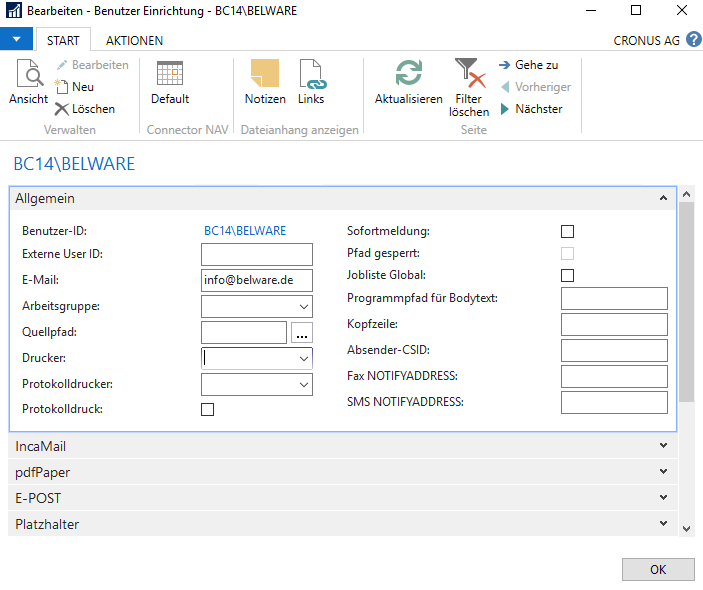 Bearbeiten - Benutzer Einrichtung - BC14\BELWARE
START AKTIONEN CRONUS AG ?
Ansicht
Bearbeiten
Neu
Löschen
Verwalten
Default
Connector NAV
Notizen
Links
Dateianhang anzeigen
Aktualisieren
Filter
löschen
Gehe zu
Vorheriger
Nächster
Seite
BC14\BELWARE
Allgemein
Benutzer-ID: BC14\BELWARE
Externe User ID:
E-Mail: info@belware.de
Arbeitsgruppe:
Quellpfad: ...
Drucker:
Protokolldrucker:
Protokolldruck:
Sofortmeldung:
Pfad gesperrt:
Jobliste Global:
Programmpfad für Bodytext:
Kopfzeile:
Absender-CSID:
Fax NOTIFYADDRESS:
SMS NOTIFYADDRESS:
IncaMail
pdfPaper
E-POST
Platzhalter
OK